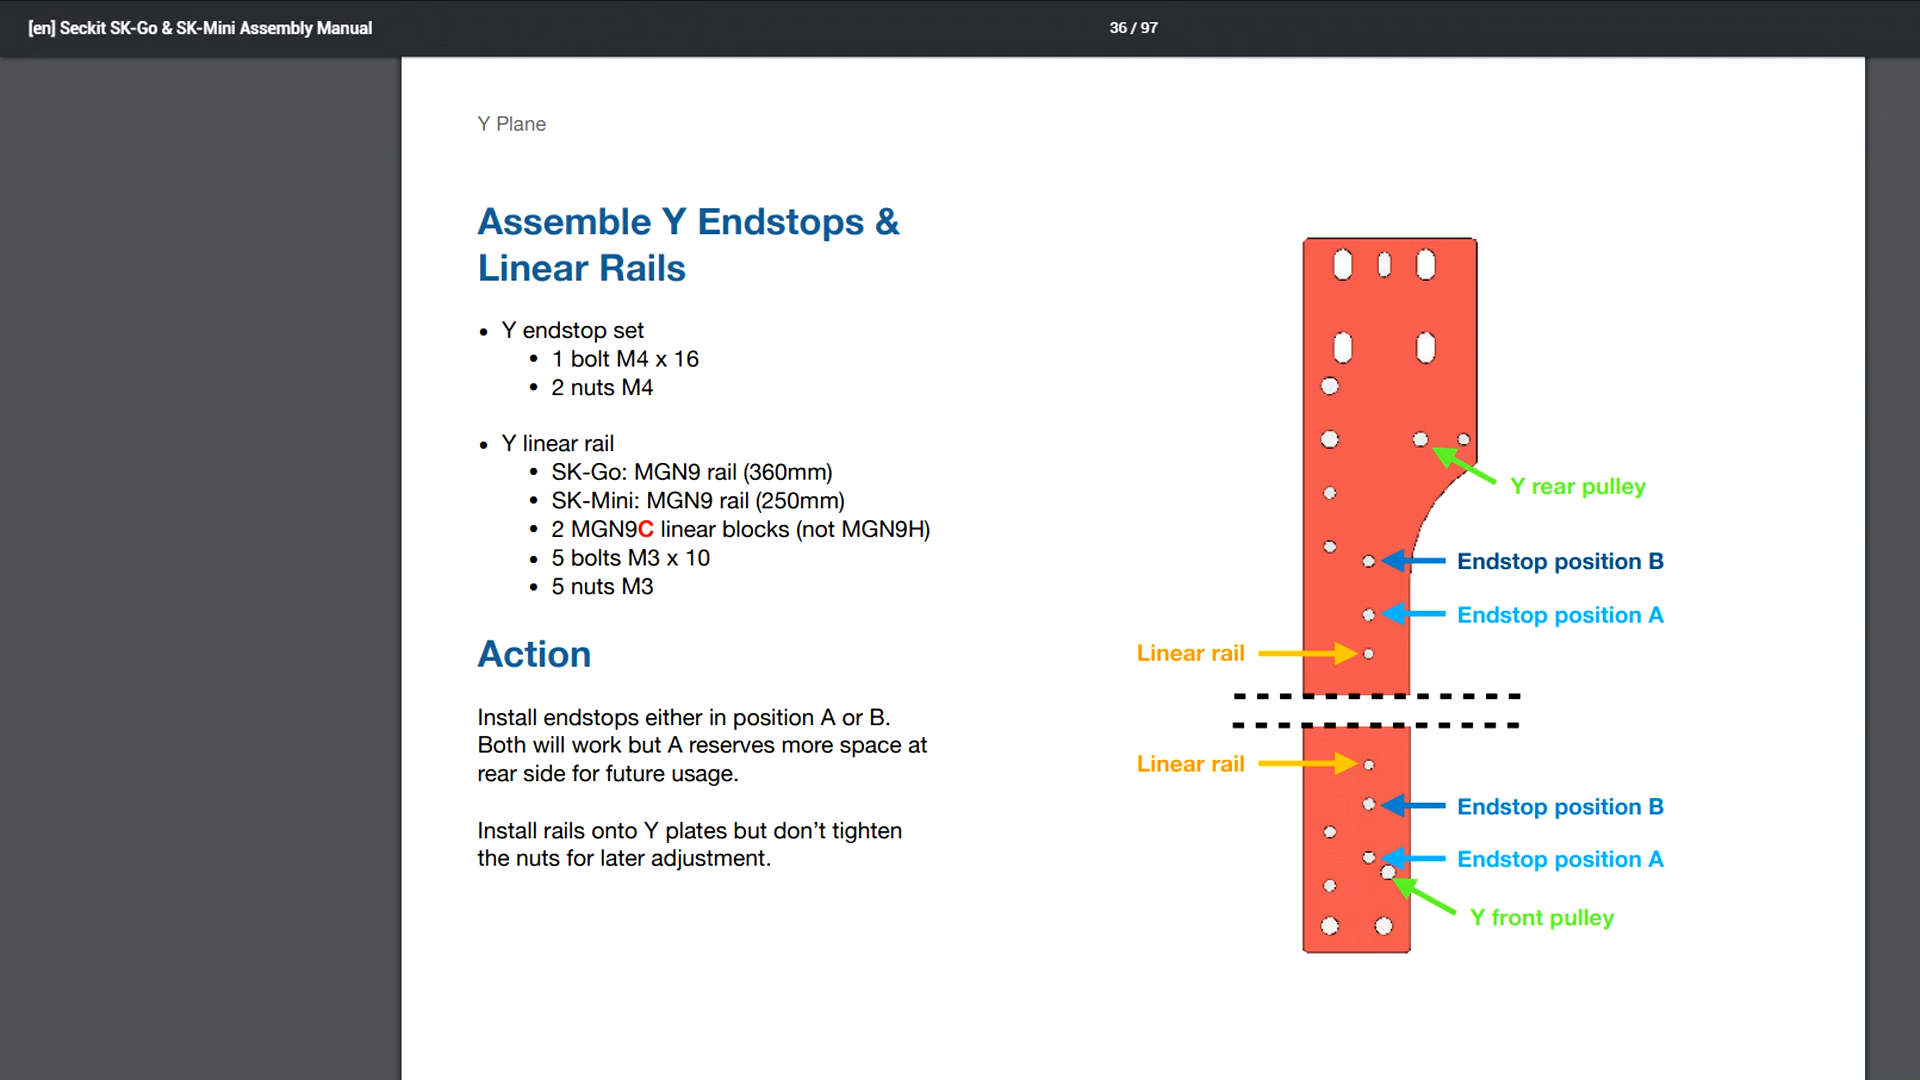 [en] Seckit SK-Go & SK-Mini Assembly Manual
36 / 97
Y Plane
Assemble Y Endstops &
Linear Rails
• Y endstop set
• 1 bolt M4 x 16
• 2 nuts M4
• Y linear rail
• SK-Go: MGN9 rail (360mm)
• SK-Mini: MGN9 rail (250mm)
• 2 MGN9C linear blocks (not MGN9H)
• 5 bolts M3 x 10
• 5 nuts M3
Action
Install endstops either in position A or B.
Both will work but A reserves more space at
rear side for future usage.
Install rails onto Y plates but don’t tighten
the nuts for later adjustment.
Y rear pulley
Endstop position B
Endstop position A
Linear rail
Linear rail
Endstop position B
Endstop position A
Y front pulley